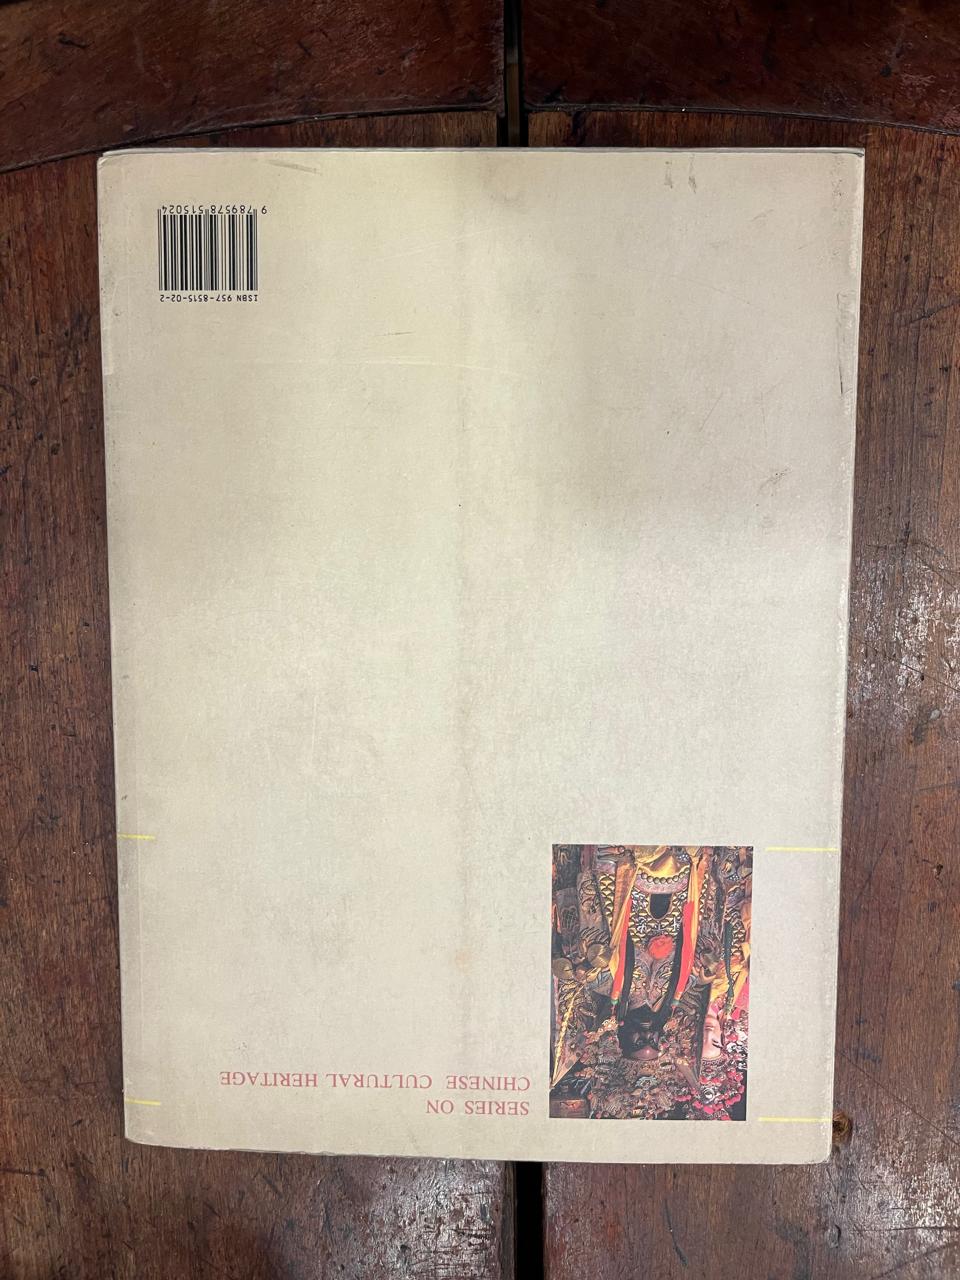 SERIES ON
CHINESE CULTURAL HERITAGE
ISBN 957-8515-02-2
9 789578 515024